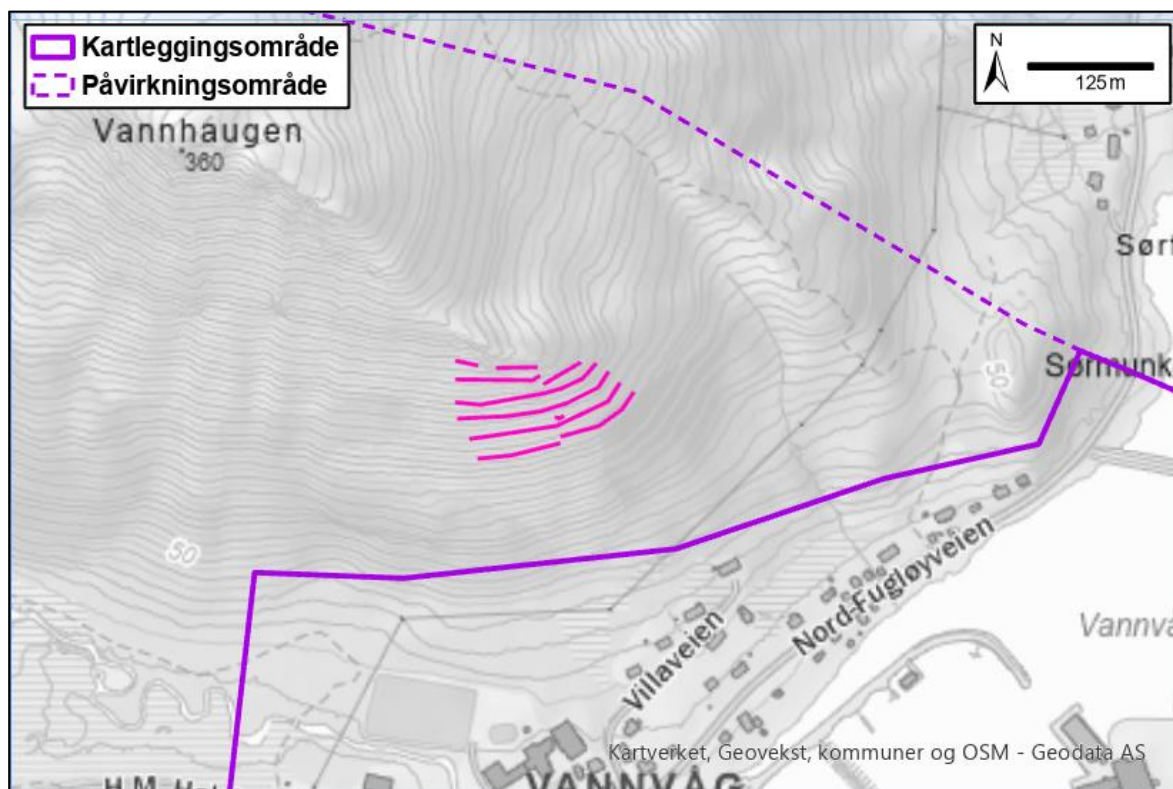 Kartleggingsområde
Påvirkningsområde
N
125 m
Vannhaugen
360
Sørf
Sørmunk
50
50
Nord-Fugløyveien
Vannvå
Villaveien
Kartverket, Geovekst, kommuner og OSM - Geodata AS
VANNVÅG